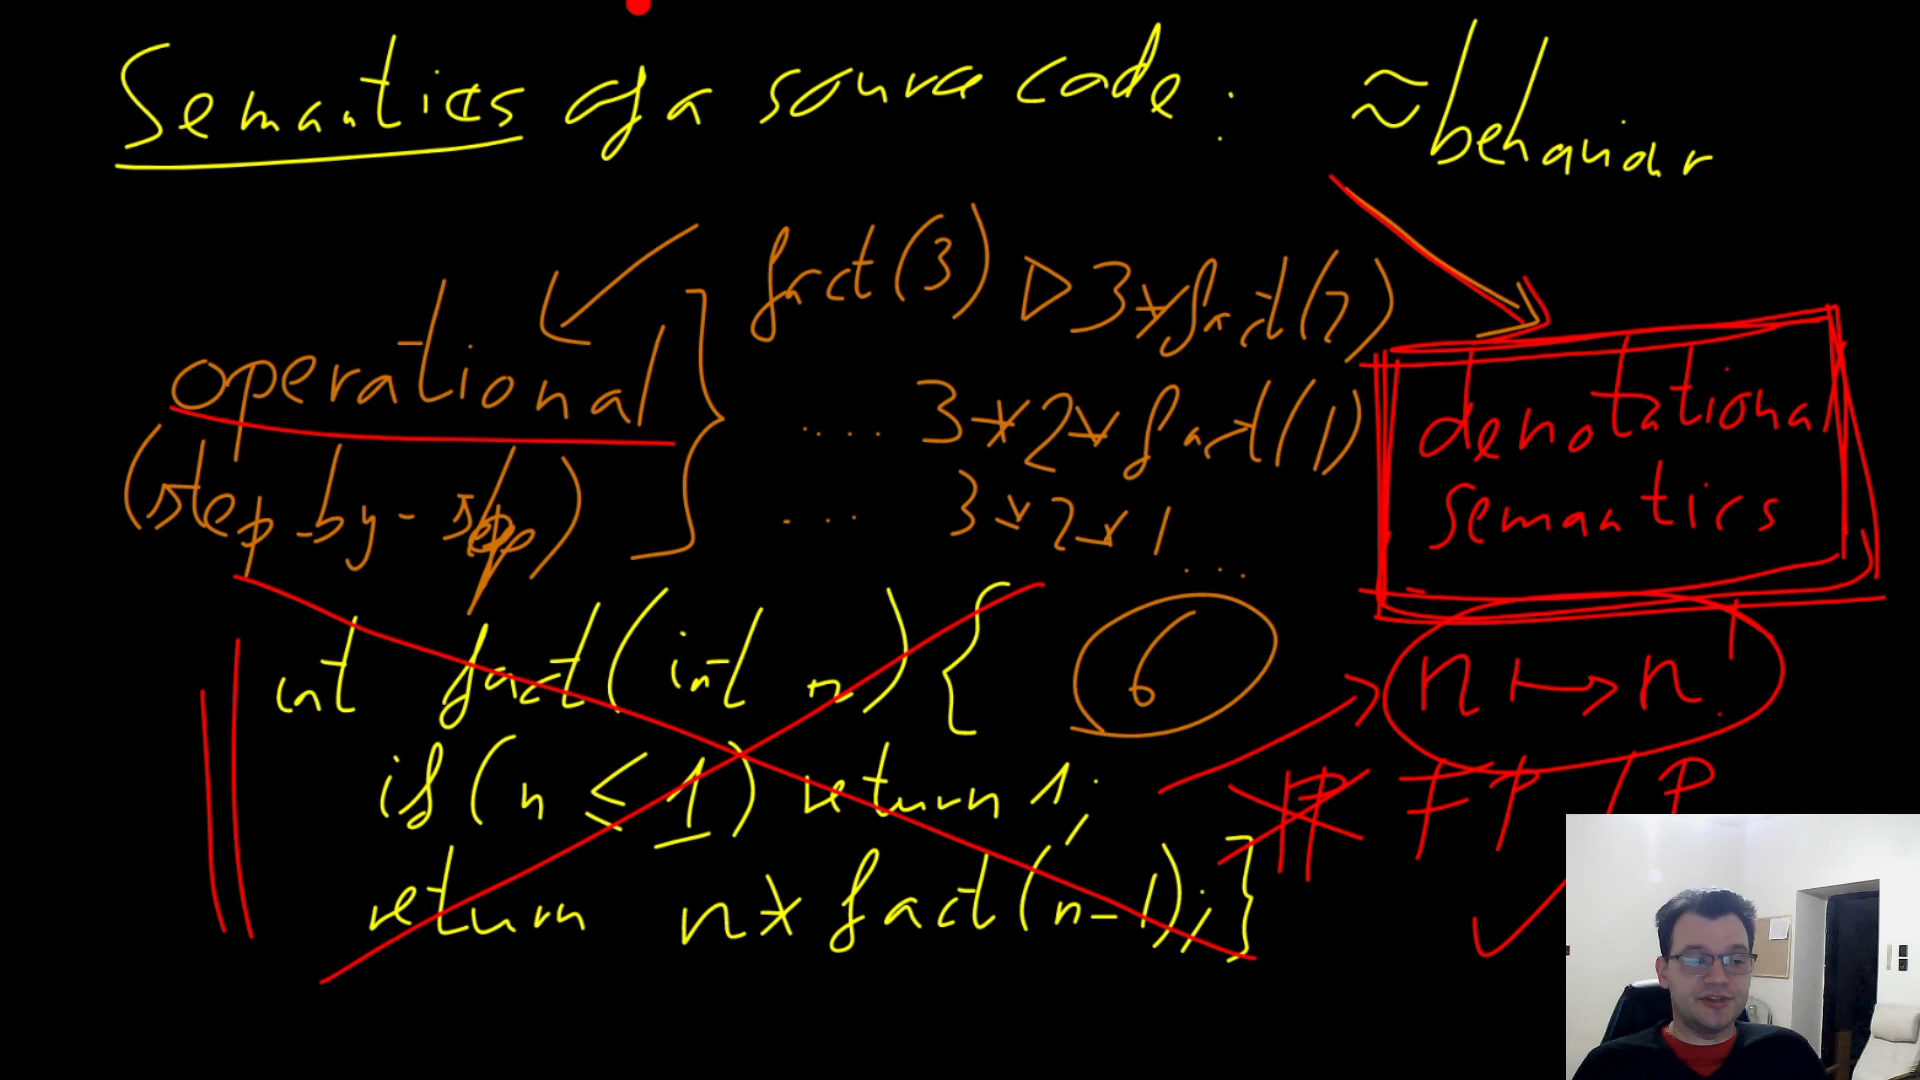 Semantics of a source code: ≈ behaviour
fact(3) ▷ 3*fact(2)
operational
(step-by-step)
.... 3*2*fact(1)
... 3*2*1 ...
6
denotational
semantics
n ↦ n!
int fact(int n) {
if (n ≤ 1) return 1;
return n * fact(n-1); }
FP / P